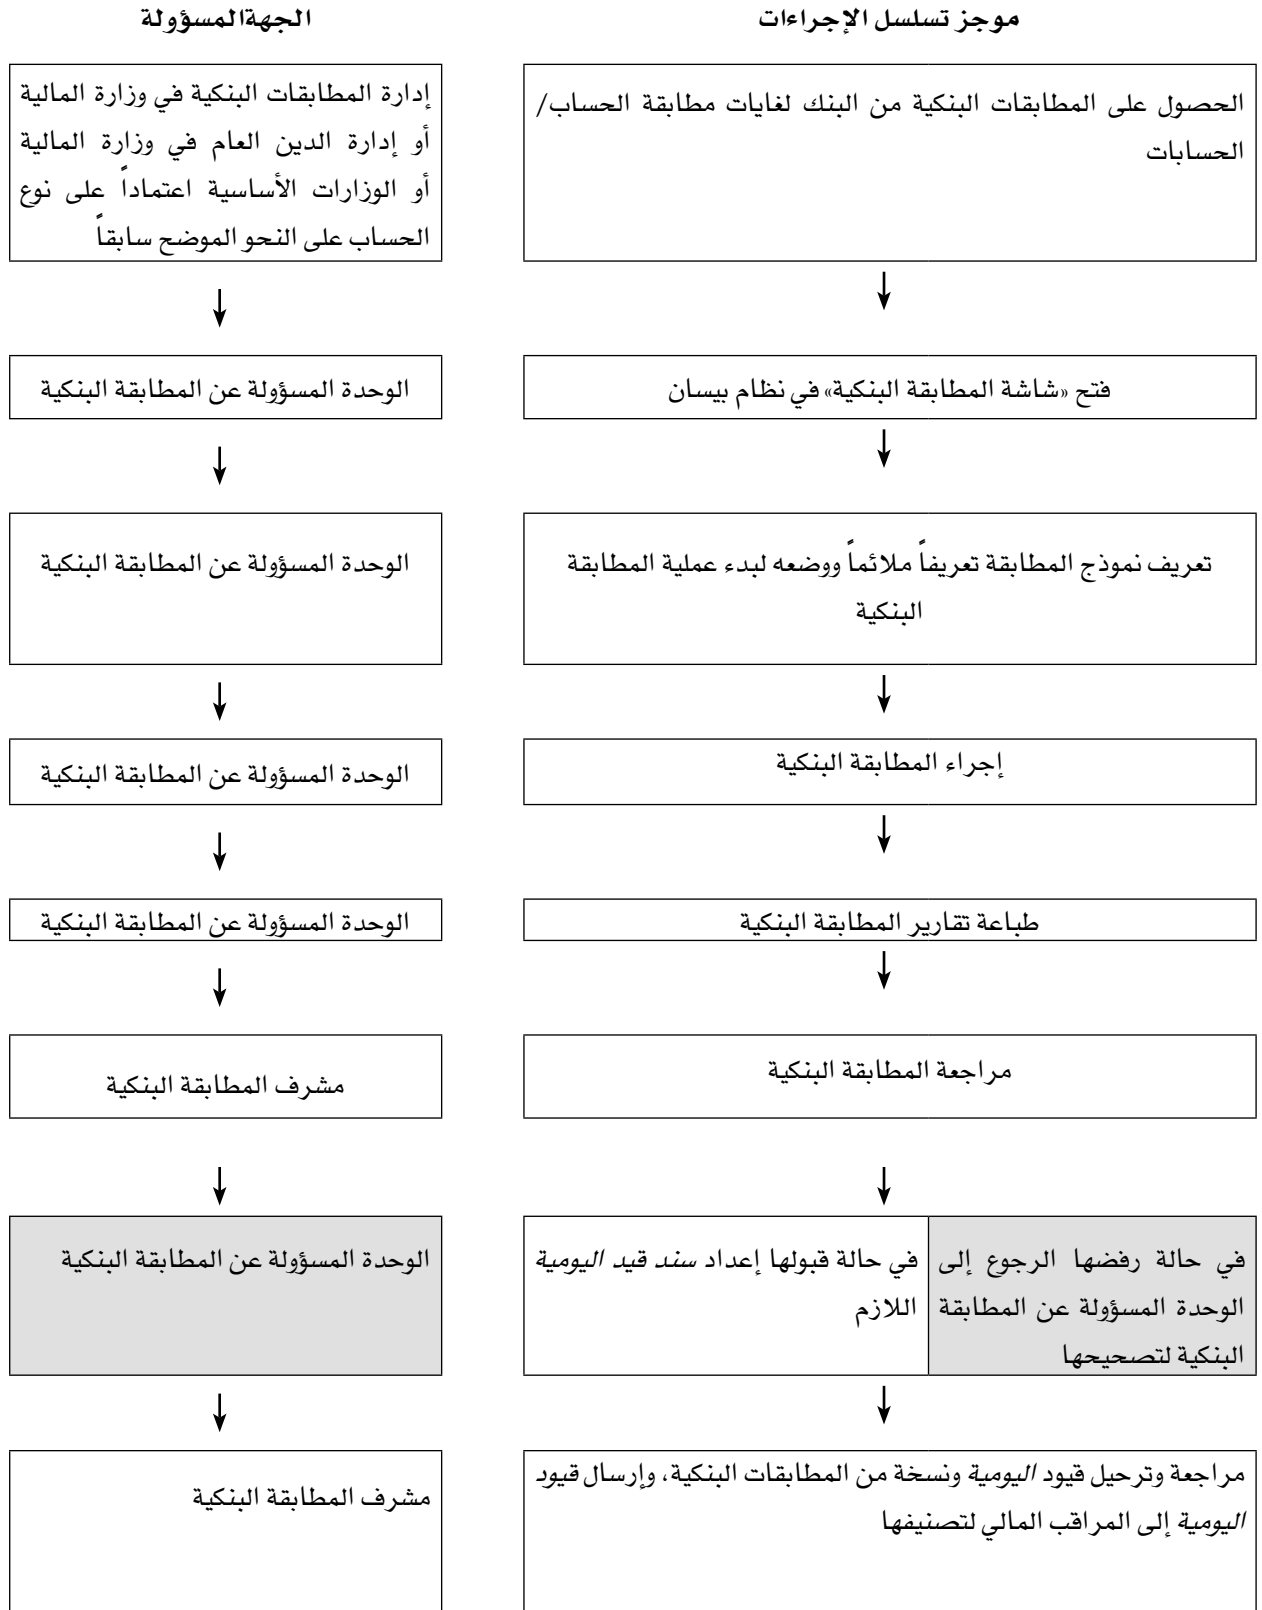 موجز تسلسل الإجراءات
الجهةالمسؤولة
الحصول على المطابقات البنكية من البنك لغايات مطابقة الحساب/
الحسابات
إدارة المطابقات البنكية في وزارة المالية
أو إدارة الدين العام في وزارة المالية
أو الوزارات الأساسية اعتماداً على نوع
الحساب على النحو الموضح سابقاً
فتح «شاشة المطابقة البنكية» في نظام بيسان
الوحدة المسؤولة عن المطابقة البنكية
تعريف نموذج المطابقة تعريفاً ملائماً ووضعه لبدء عملية المطابقة
البنكية
الوحدة المسؤولة عن المطابقة البنكية
إجراء المطابقة البنكية
الوحدة المسؤولة عن المطابقة البنكية
طباعة تقارير المطابقة البنكية
الوحدة المسؤولة عن المطابقة البنكية
مراجعة المطابقة البنكية
مشرف المطابقة البنكية
في حالة رفضها الرجوع إلى
الوحدة المسؤولة عن المطابقة
البنكية لتصحيحها
في حالة قبولها إعداد سند قيد اليومية
اللازم
الوحدة المسؤولة عن المطابقة البنكية
مراجعة وترحيل قيود اليومية ونسخة من المطابقات البنكية، وإرسال قيود
اليومية إلى المراقب المالي لتصنيفها
مشرف المطابقة البنكية